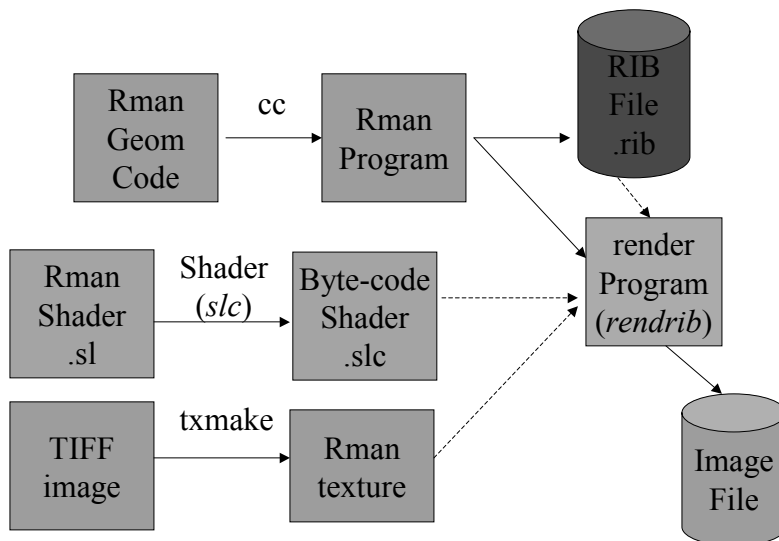 Rman
Geom
Code
cc
Rman
Program
RIB
File
.rib
Rman
Shader
.sl
Shader
(slc)
Byte-code
Shader
.slc
render
Program
(rendrib)
TIFF
image
txmake
Rman
texture
Image
File